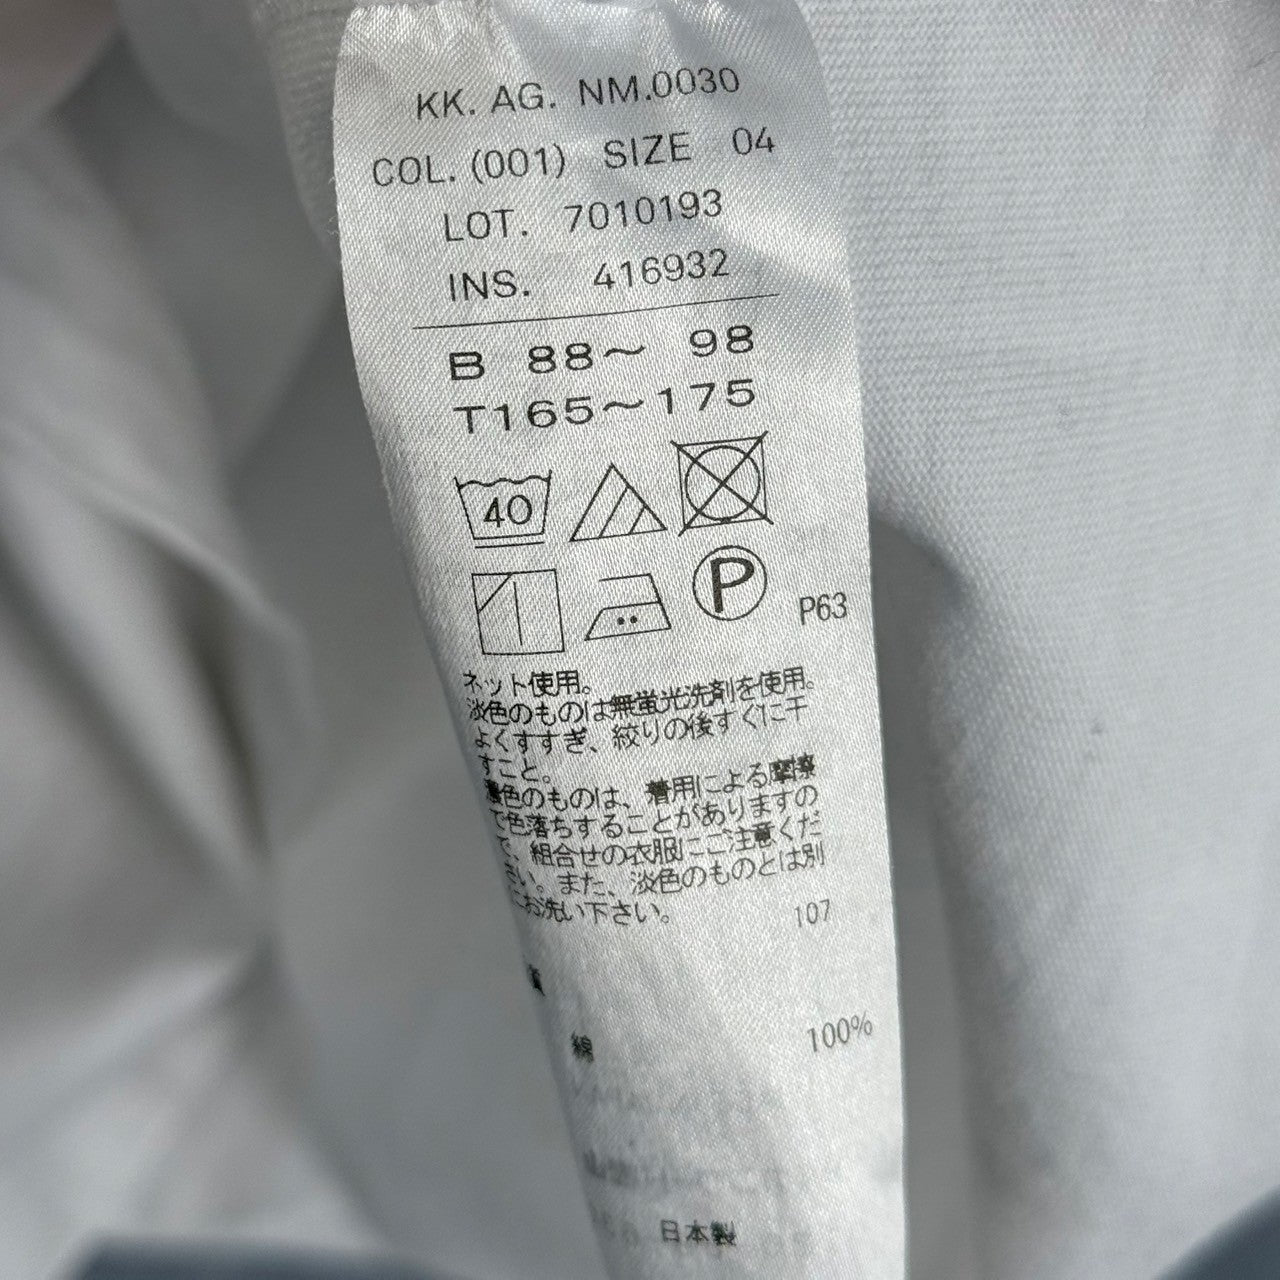 KK. AG. NM.0030
COL. (001) SIZE 04
LOT. 7010193
INS. 416932
B 88〜 98
T165〜175
40
P P63
ネット使用。
淡色のものは無蛍光洗剤を使用。
よくすすぎ、絞りの後すぐに干
すこと。
濃色のものは、着用による摩擦
で色落ちすることがありますの
で、組合せの衣服にご注意くだ
さい。また、淡色のものとは別
にお洗い下さい。 107
質
綿 100%
日本製